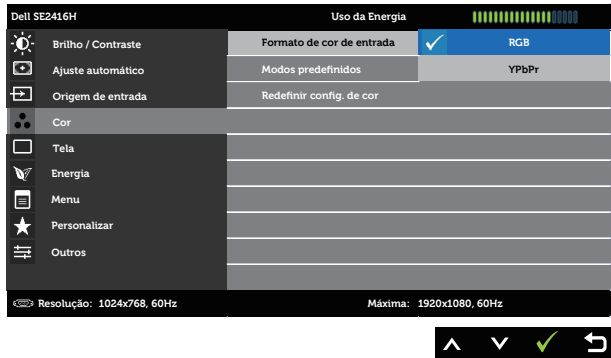 Dell SE2416H Uso da Energia
Brilho / Contraste Formato de cor de entrada RGB
Ajuste automático Modos predefinidos YPbPr
Origem de entrada Redefinir config. de cor
Cor
Tela
Energia
Menu
Personalizar
Outros
Resolução: 1024x768, 60Hz Máxima: 1920x1080, 60Hz